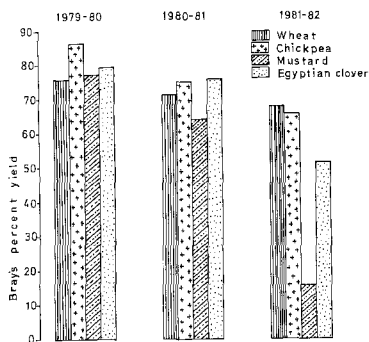 1979-80 1980-81 1981-82
Wheat
Chickpea
Mustard
Egyptian clover
Bray's percent yield
90
80
70
60
50
40
30
20
10
0